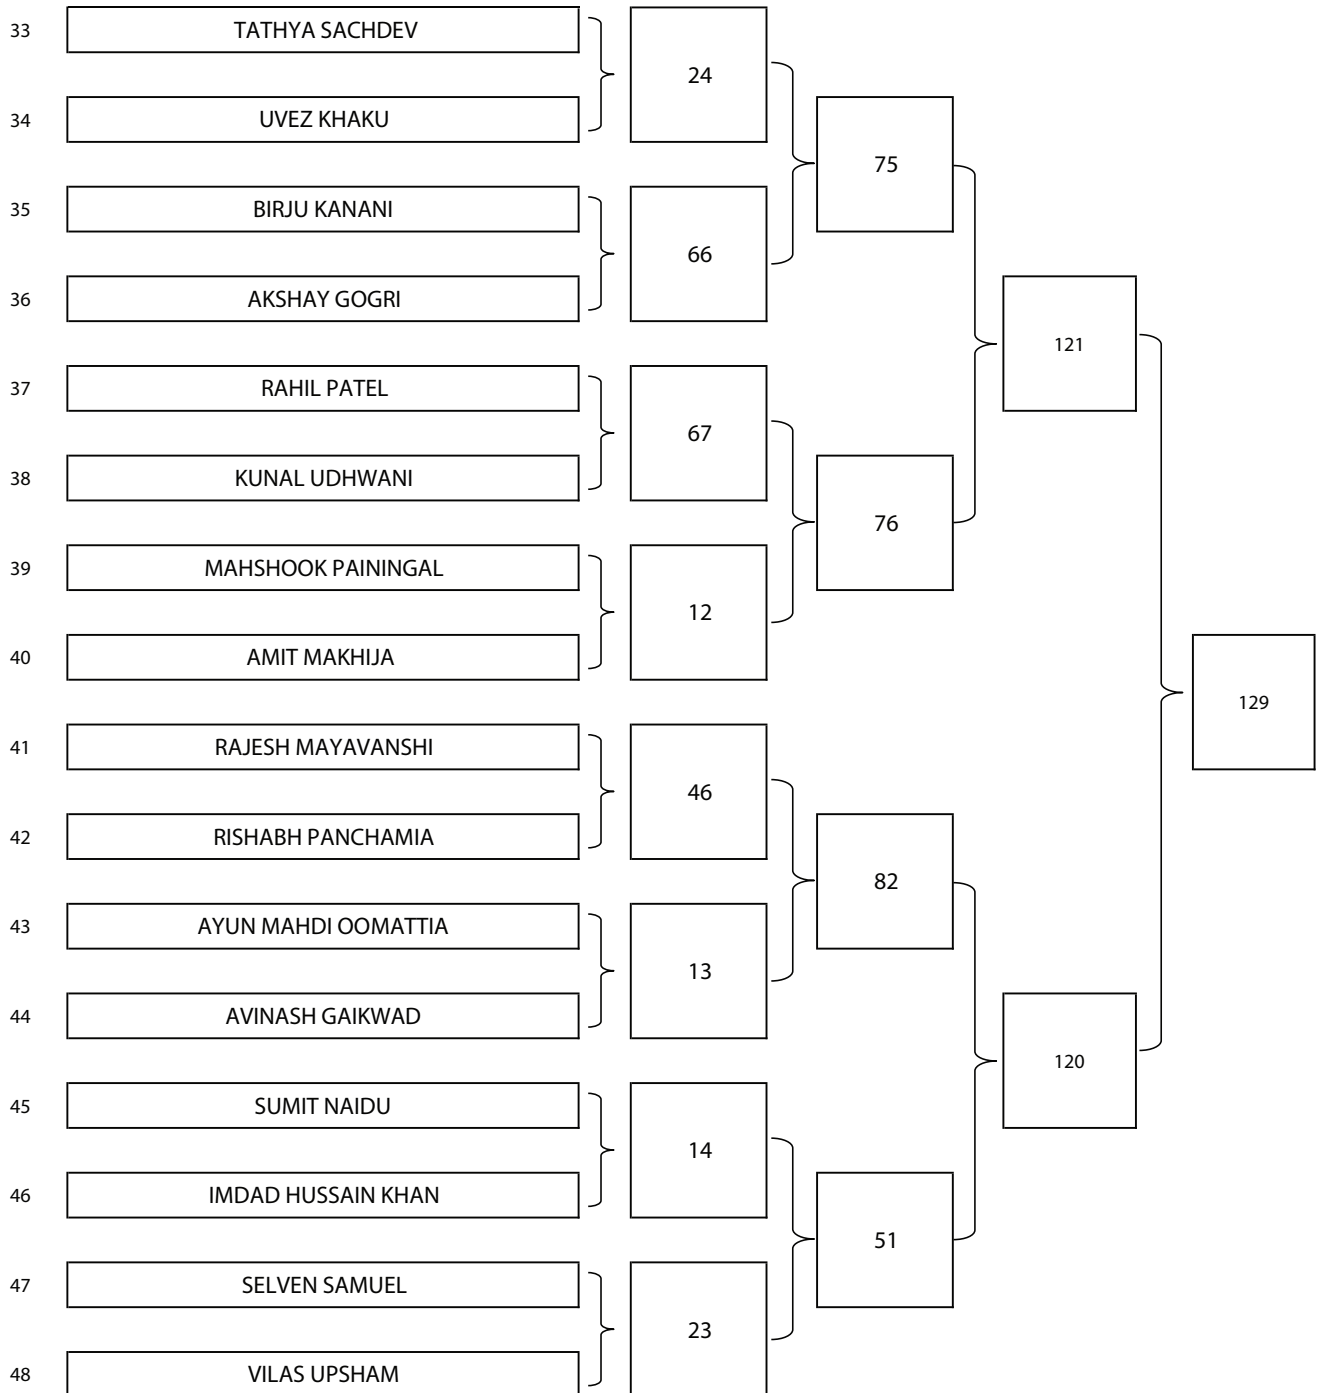 33 TATHYA SACHDEV
24
34 UVEZ KHAKU
75
35 BIRJU KANANI
66
36 AKSHAY GOGRI
121
37 RAHIL PATEL
67
38 KUNAL UDHWANI
76
39 MAHSHOOK PAININGAL
12
40 AMIT MAKHIJA
129
41 RAJESH MAYAVANSHI
46
42 RISHABH PANCHAMIA
82
43 AYUN MAHDI OOMATTIA
13
44 AVINASH GAIKWAD
120
45 SUMIT NAIDU
14
46 IMDAD HUSSAIN KHAN
51
47 SELVEN SAMUEL
23
48 VILAS UPSHAM